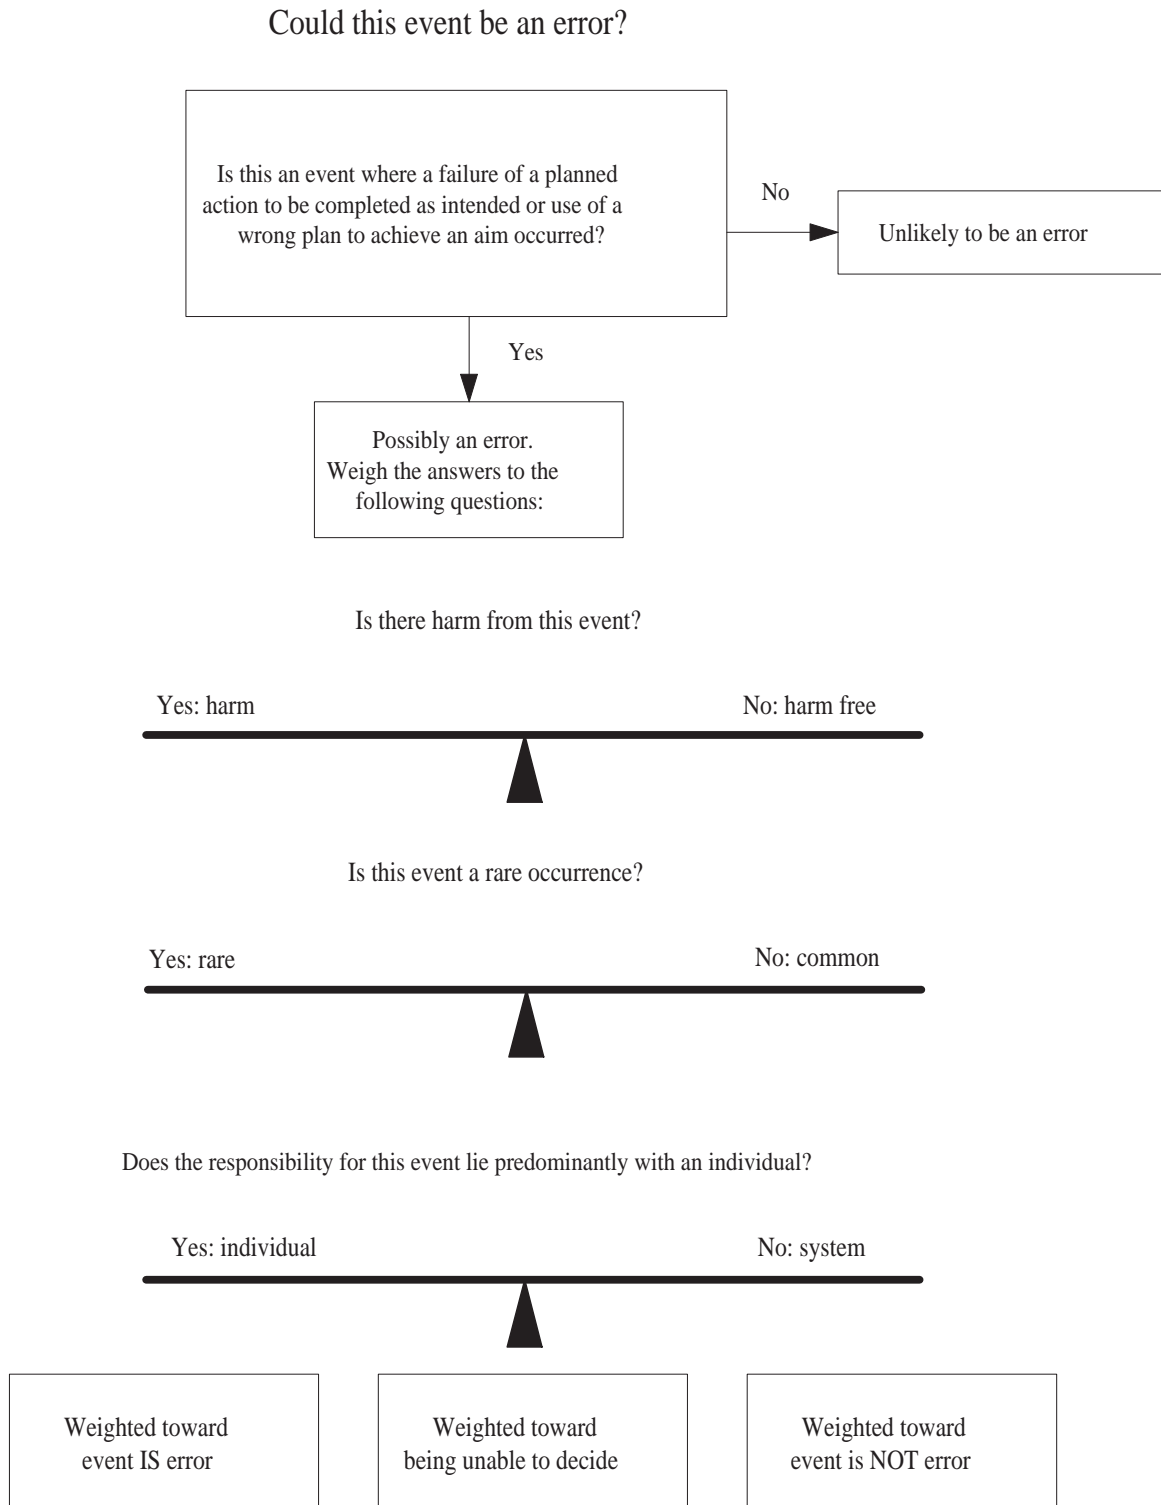 Could this event be an error?
Is this an event where a failure of a planned
action to be completed as intended or use of a
wrong plan to achieve an aim occurred?
No
Unlikely to be an error
Yes
Possibly an error.
Weigh the answers to the
following questions:
Is there harm from this event?
Yes: harm
No: harm free
Is this event a rare occurrence?
Yes: rare
No: common
Does the responsibility for this event lie predominantly with an individual?
Yes: individual
No: system
Weighted toward
event IS error
Weighted toward
being unable to decide
Weighted toward
event is NOT error